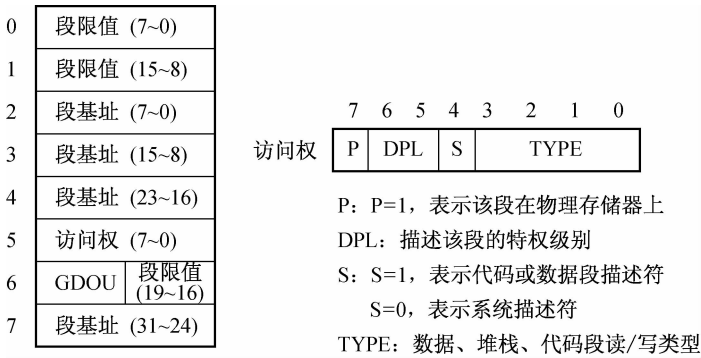 0 段限值 (7~0)
1 段限值 (15~8)
2 段基址 (7~0)
3 段基址 (15~8)
4 段基址 (23~16)
5 访问权 (7~0)
6 GDOU 段限值 (19~16)
7 段基址 (31~24)
7 6 5 4 3 2 1 0
访问权 P DPL S TYPE
P：P=1，表示该段在物理存储器上
DPL：描述该段的特权级别
S：S=1，表示代码或数据段描述符
S=0，表示系统描述符
TYPE：数据、堆栈、代码段读/写类型